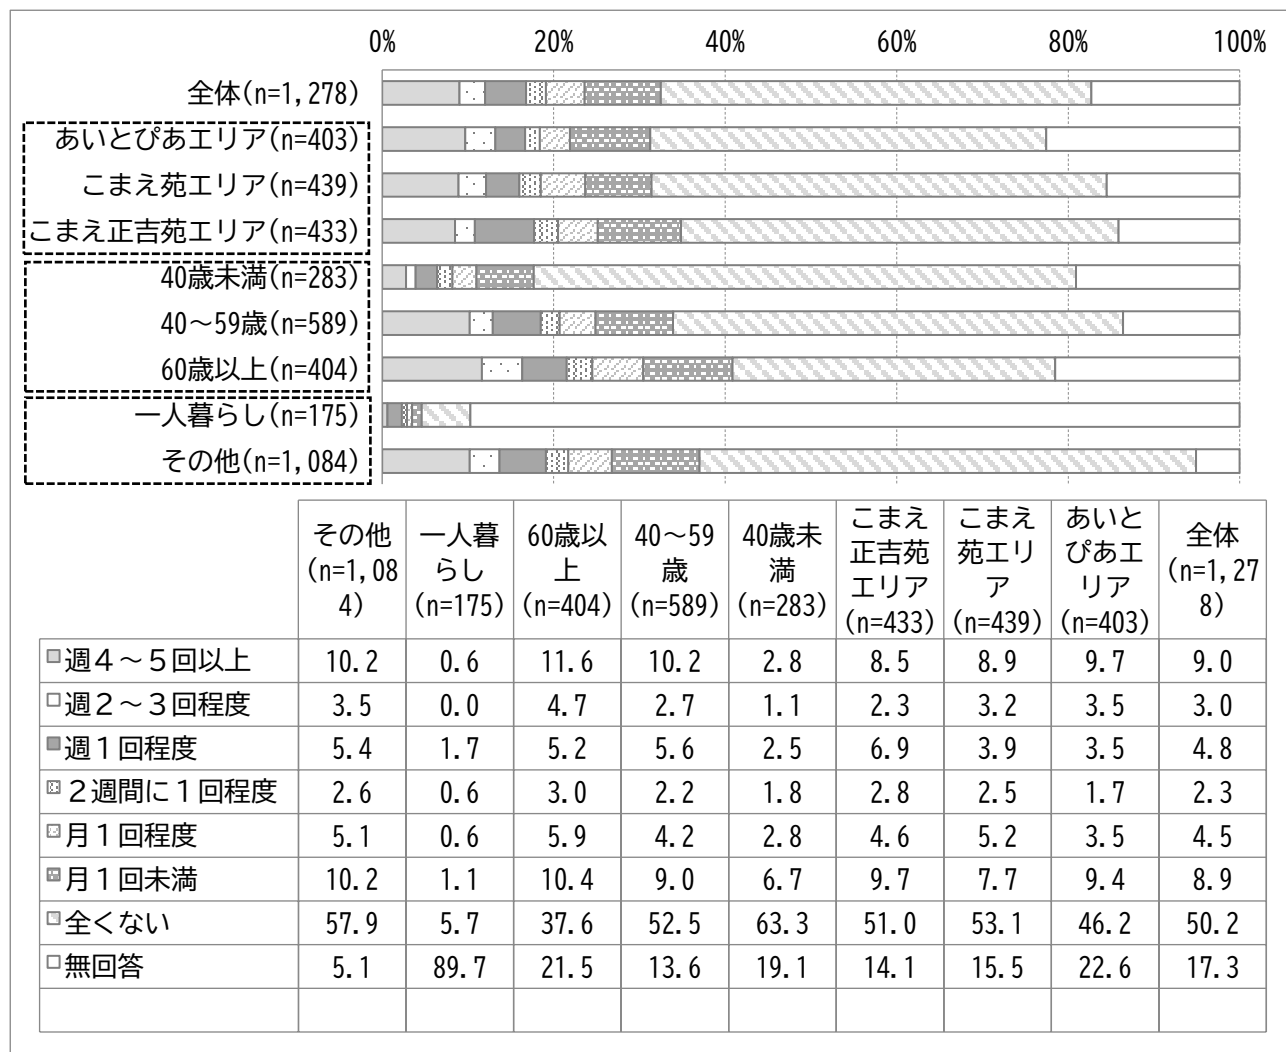 0% 20% 40% 60% 80% 100%
全体(n=1,278)
あいとぴあエリア(n=403)
こまえ苑エリア(n=439)
こまえ正吉苑エリア(n=433)
40歳未満(n=283)
40～59歳(n=589)
60歳以上(n=404)
一人暮らし(n=175)
その他(n=1,084)
その他
(n=1,08
4)
一人暮
らし
(n=175)
60歳以
上
(n=404)
40～59
歳
(n=589)
40歳未
満
(n=283)
こまえ
正吉苑
エリア
(n=433)
こまえ
苑エリ
ア
(n=439)
あいと
ぴあエ
リア
(n=403)
全体
(n=1,27
8)
週４～５回以上 10.2 0.6 11.6 10.2 2.8 8.5 8.9 9.7 9.0
週２～３回程度 3.5 0.0 4.7 2.7 1.1 2.3 3.2 3.5 3.0
週１回程度 5.4 1.7 5.2 5.6 2.5 6.9 3.9 3.5 4.8
２週間に１回程度 2.6 0.6 3.0 2.2 1.8 2.8 2.5 1.7 2.3
月１回程度 5.1 0.6 5.9 4.2 2.8 4.6 5.2 3.5 4.5
月１回未満 10.2 1.1 10.4 9.0 6.7 9.7 7.7 9.4 8.9
全くない 57.9 5.7 37.6 52.5 63.3 51.0 53.1 46.2 50.2
無回答 5.1 89.7 21.5 13.6 19.1 14.1 15.5 22.6 17.3